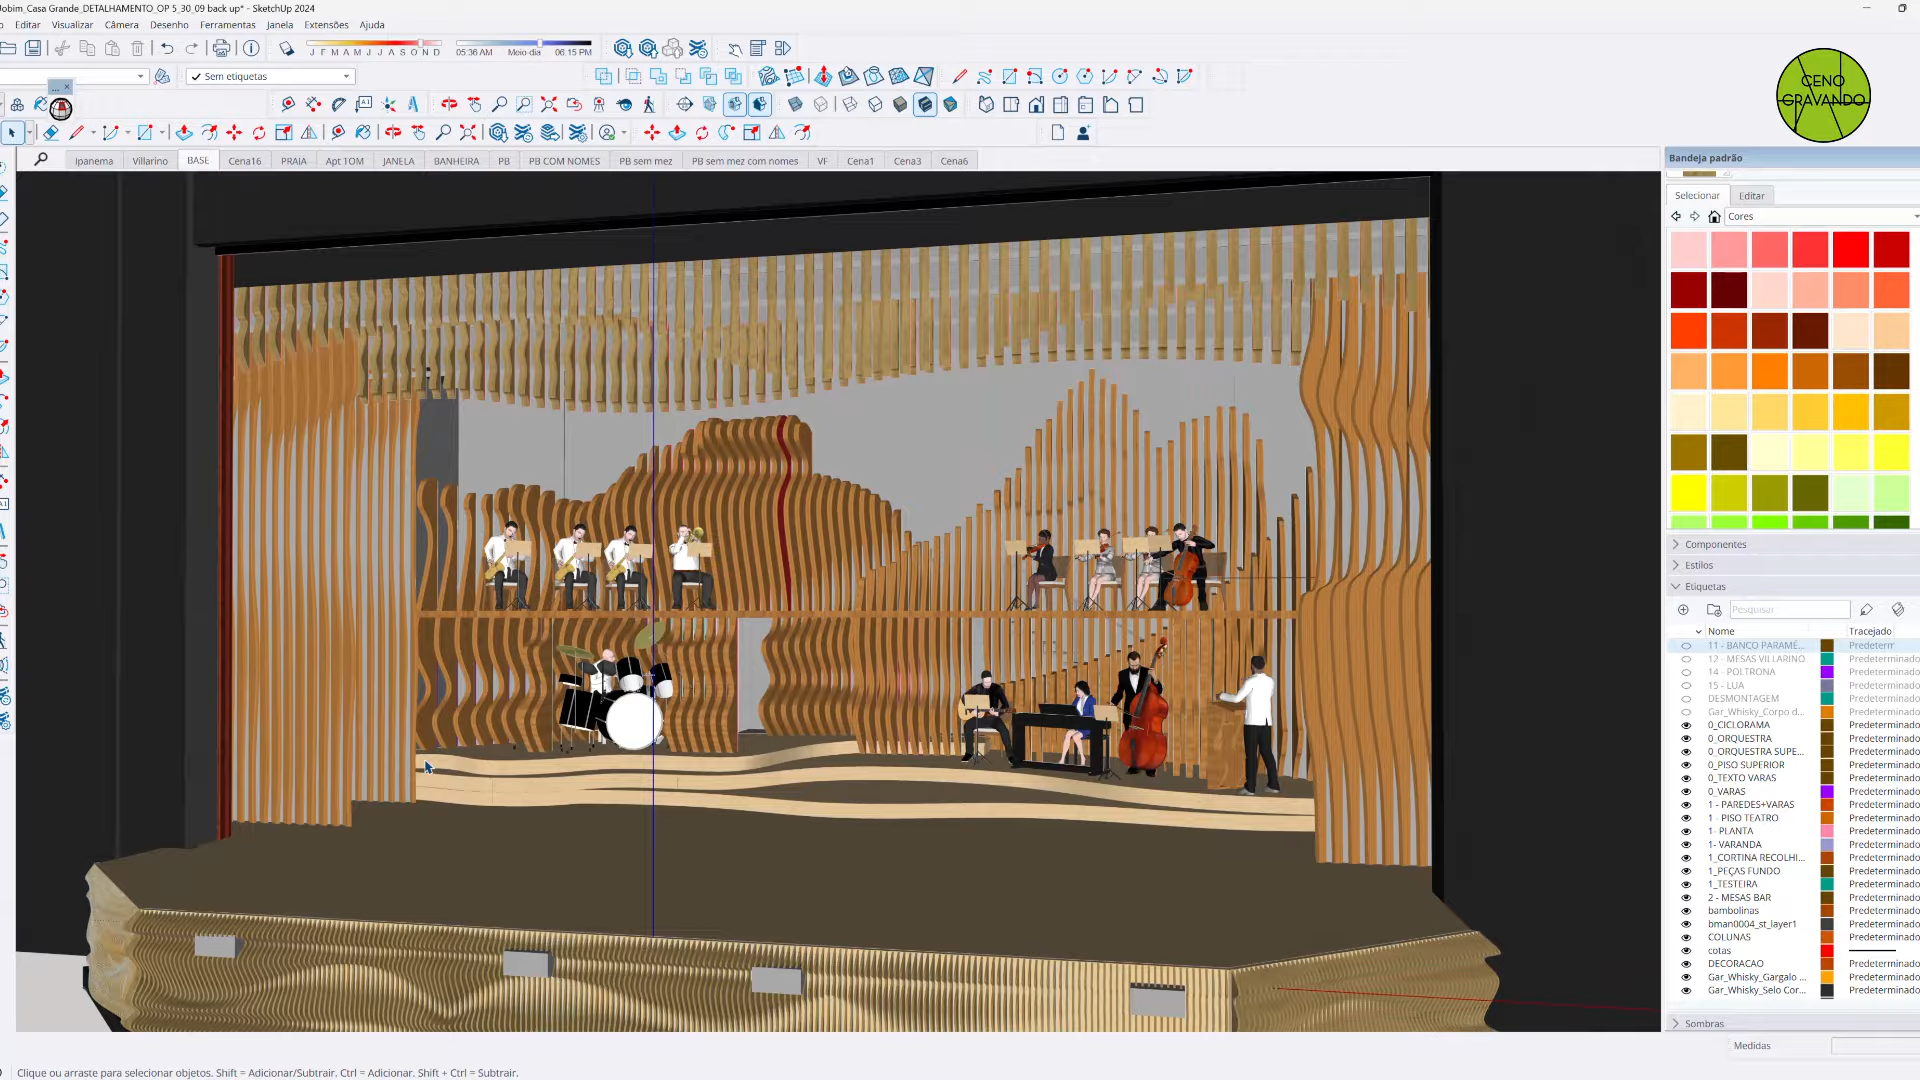 Jobim_Casa Grande_DETALHAMENTO_OP 5_30_09 back up* - SketchUp 2024
Editar Visualizar Câmera Desenho Ferramentas Janela Extensões Ajuda
J F M A M J J A S O N D 05:36 AM Meio-dia 06:15 PM
Sem etiquetas
CENO
GRAVANDO
Ipanema Villarino BASE Cena16 PRAIA Apt TOM JANELA BANHEIRA PB PB COM NOMES PB sem mez PB sem mez com nomes VF Cena1 Cena3 Cena6
Bandeja padrão
Selecionar Editar
Cores
Componentes
Estilos
Etiquetas
Pesquisar
Nome Tracejado
11 - BANCO PARAMÉ... Predeterr
12 - MESAS VILLARINO Predeterminado
14 - POLTRONA Predeterminado
15 - LUA Predeterminado
DESMONTAGEM Predeterminado
Gar_Whisky_Corpo d... Predeterminado
0_CICLORAMA Predeterminado
0_ORQUESTRA Predeterminado
0_ORQUESTRA SUPE... Predeterminado
0_PISO SUPERIOR Predeterminado
0_TEXTO VARAS Predeterminado
0_VARAS Predeterminado
1 - PAREDES+VARAS Predeterminado
1 - PISO TEATRO Predeterminado
1- PLANTA Predeterminado
1- VARANDA Predeterminado
1_CORTINA RECOLHI... Predeterminado
1_PEÇAS FUNDO Predeterminado
1_TESTEIRA Predeterminado
2 - MESAS BAR Predeterminado
bambolinas Predeterminado
bman0004_st_layer1 Predeterminado
COLUNAS Predeterminado
cotas
DECORACAO Predeterminado
Gar_Whisky_Gargalo ... Predeterminado
Gar_Whisky_Selo Cor... Predeterminado
Sombras
Medidas
Clique ou arraste para selecionar objetos. Shift = Adicionar/Subtrair. Ctrl = Adicionar. Shift + Ctrl = Subtrair.